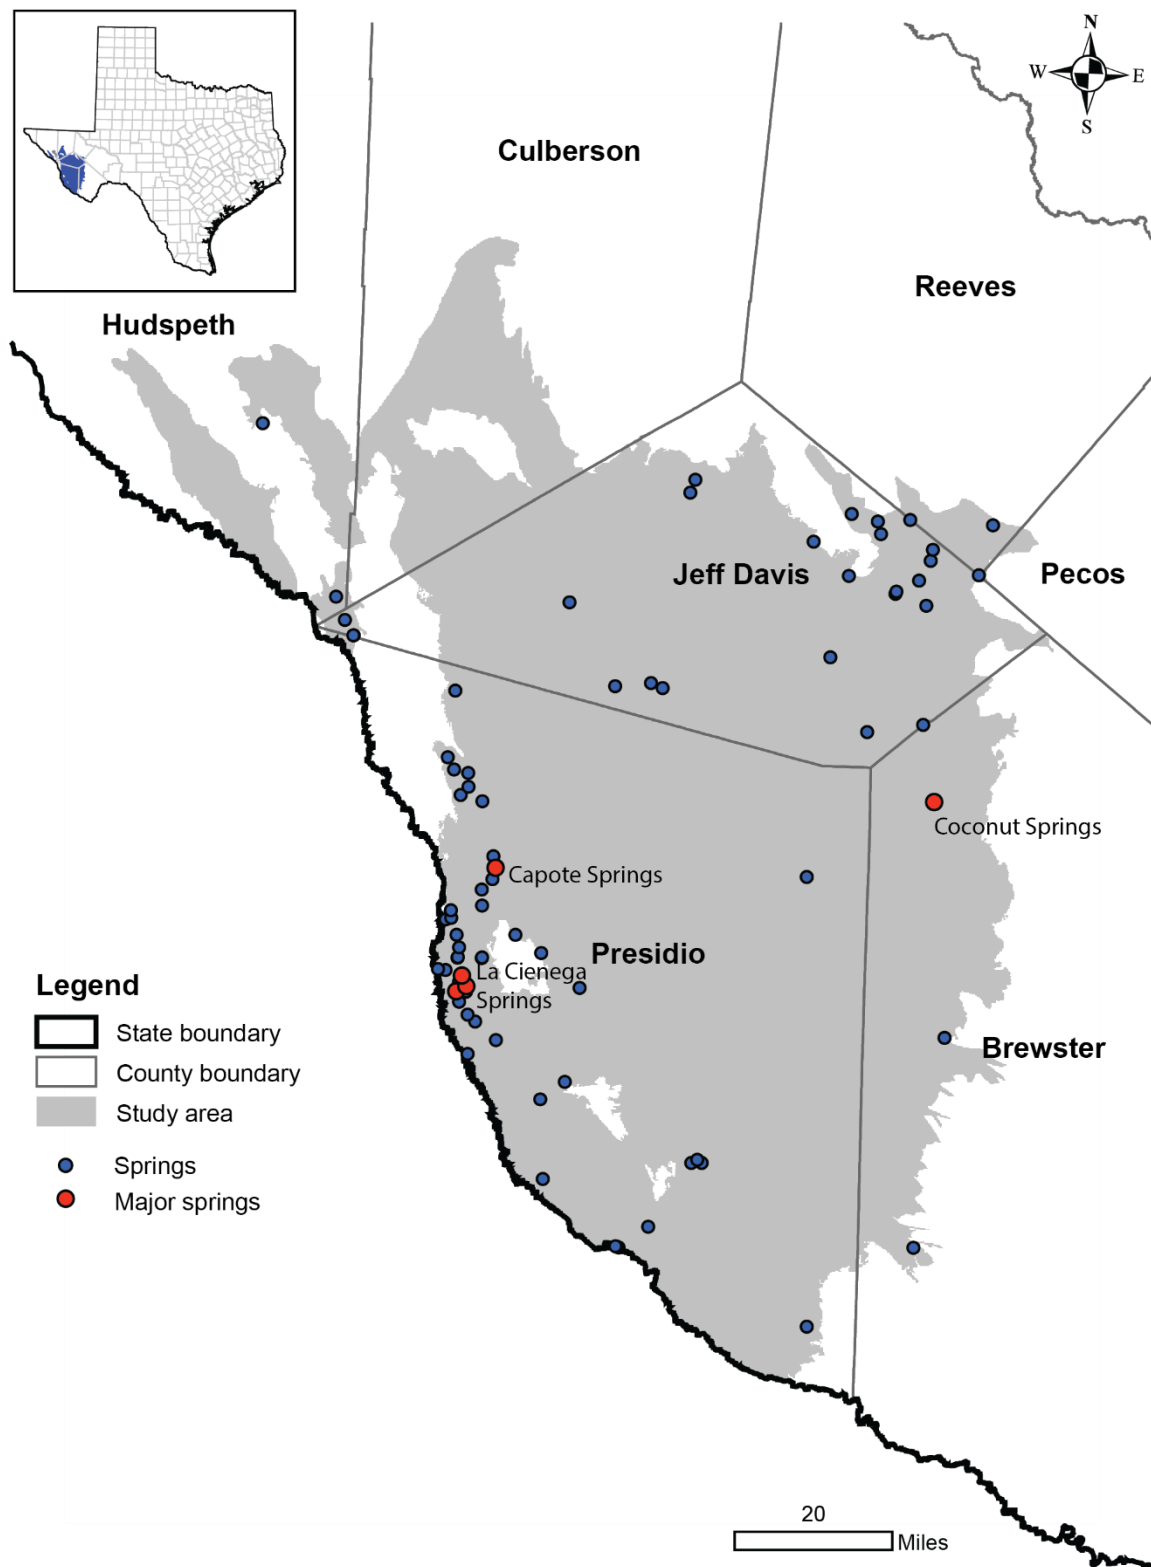 N
W
E
S
Culberson
Reeves
Hudspeth
Jeff Davis
Pecos
Coconut Springs
Capote Springs
Presidio
La Cienega
Springs
Brewster
Legend
State boundary
County boundary
Study area
Springs
Major springs
20
Miles